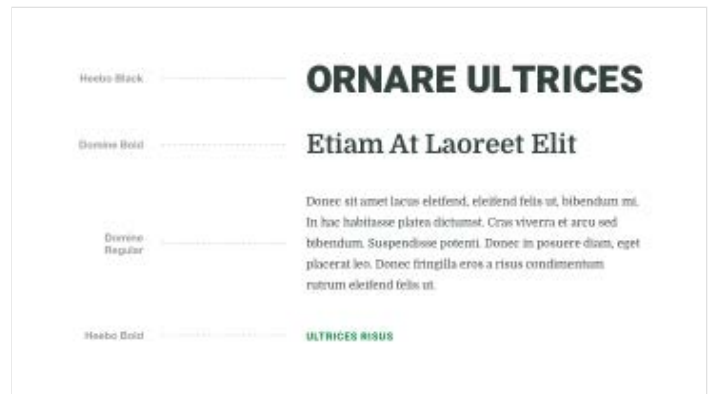 Heebo Black
ORNARE ULTRICES
Domine Bold
Etiam At Laoreet Elit
Domine
Regular
Donec sit amet lacus eleifend, eleifend felis ut, bibendum mi.
In hac habitasse platea dictumst. Cras viverra et arcu sed
bibendum. Suspendisse potenti. Donec in posuere diam, eget
placerat leo. Donec fringilla eros a risus condimentum
rutrum eleifend felis ut.
Heebo Bold
ULTRICES RISUS